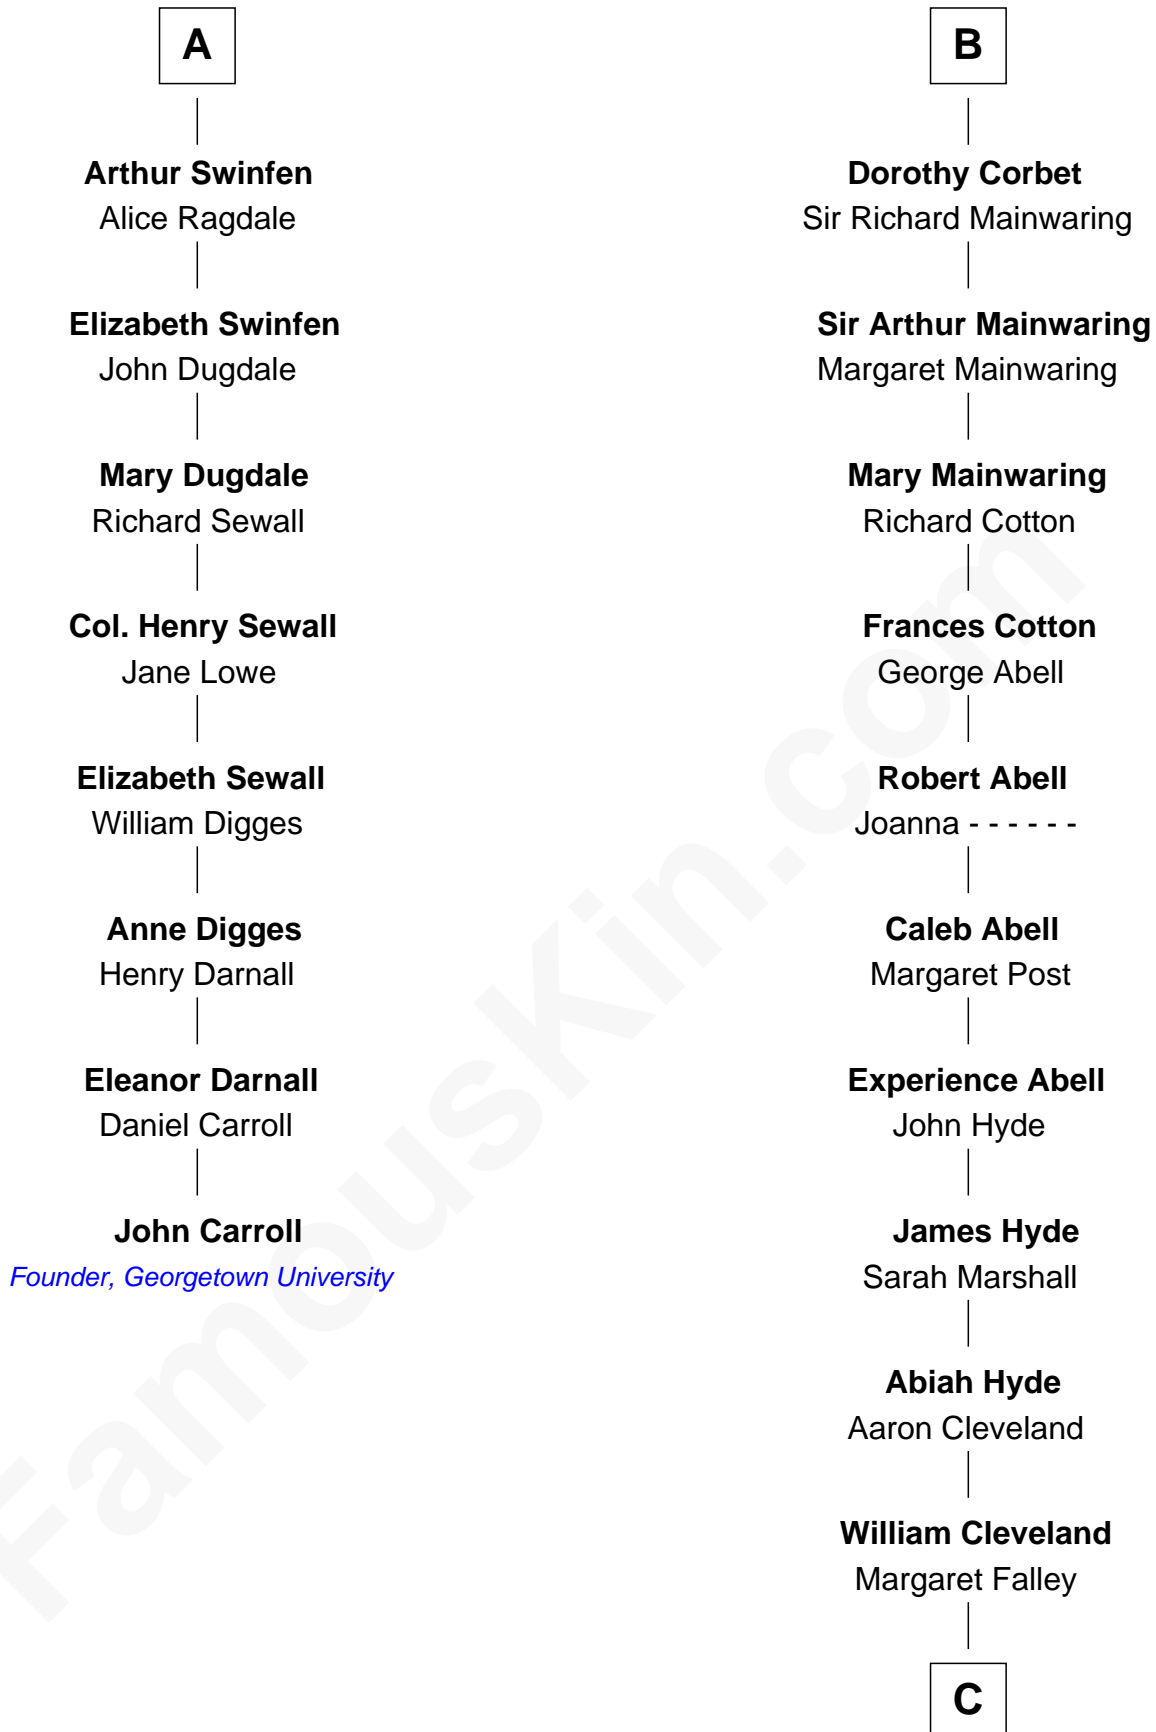 A
Arthur Swinfen
Alice Ragdale
Elizabeth Swinfen
John Dugdale
Mary Dugdale
Richard Sewall
Col. Henry Sewall
Jane Lowe
Elizabeth Sewall
William Digges
Anne Digges
Henry Darnall
Eleanor Darnall
Daniel Carroll
John Carroll
Founder, Georgetown University
B
Dorothy Corbet
Sir Richard Mainwaring
Sir Arthur Mainwaring
Margaret Mainwaring
Mary Mainwaring
Richard Cotton
Frances Cotton
George Abell
Robert Abell
Joanna - - - - - -
Caleb Abell
Margaret Post
Experience Abell
John Hyde
James Hyde
Sarah Marshall
Abiah Hyde
Aaron Cleveland
William Cleveland
Margaret Falley
C
FamousKin.com